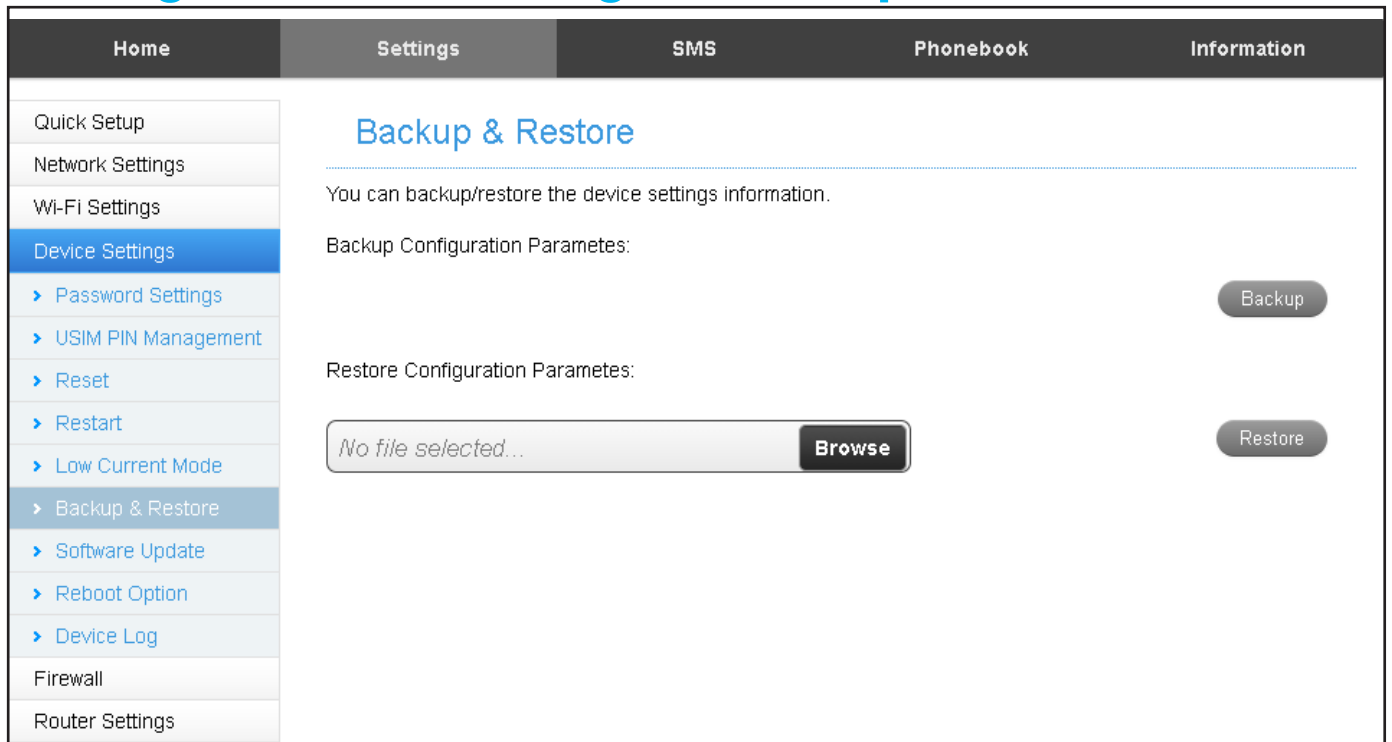 Home Settings SMS Phonebook Information
Quick Setup
Network Settings
Wi-Fi Settings
Device Settings
Password Settings
USIM PIN Management
Reset
Restart
Low Current Mode
Backup & Restore
Software Update
Reboot Option
Device Log
Firewall
Router Settings
Backup & Restore
You can backup/restore the device settings information.
Backup Configuration Parametes:
Backup
Restore Configuration Parametes:
No file selected...
Browse
Restore